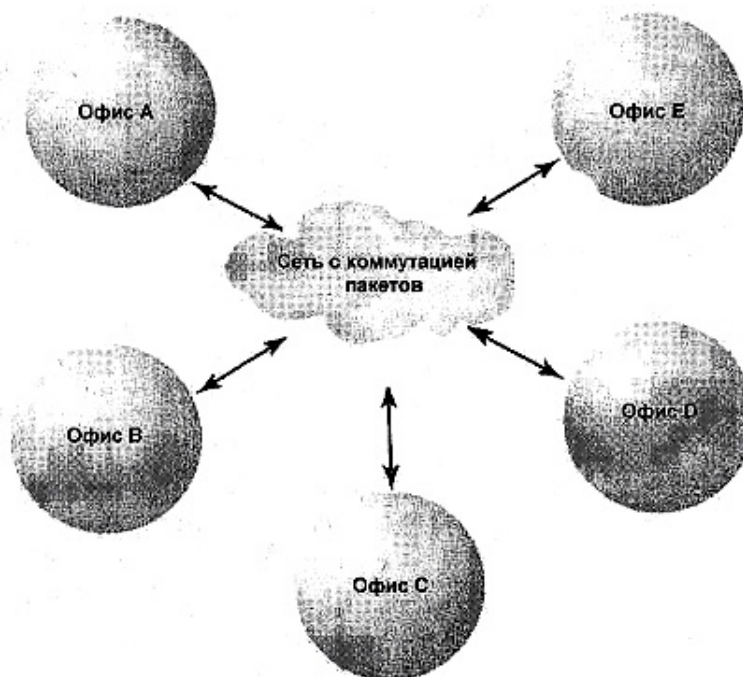 Офис А
Офис Е
Сеть с коммутацией
пакетов
Офис В
Офис D
Офис С